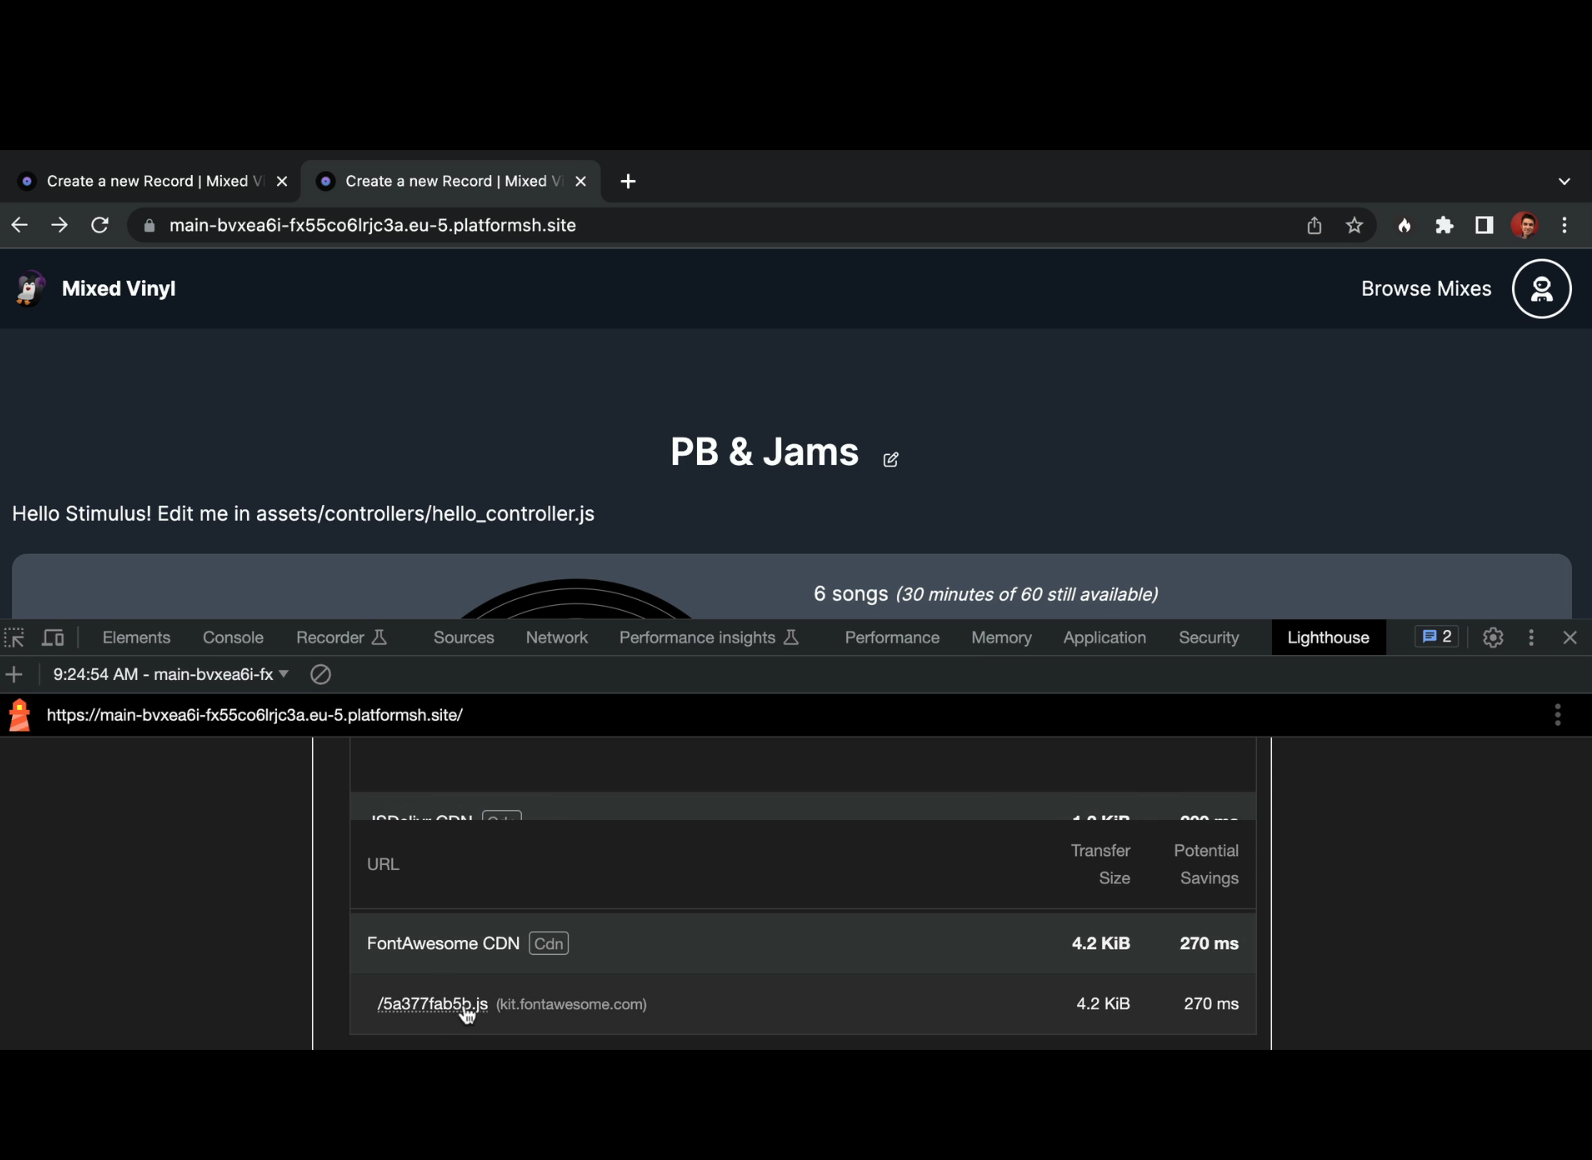 Create a new Record | Mixed Vi
Create a new Record | Mixed Vi
main-bvxea6i-fx55co6lrjc3a.eu-5.platformsh.site
Mixed Vinyl
Browse Mixes
PB & Jams
Hello Stimulus! Edit me in assets/controllers/hello_controller.js
6 songs (30 minutes of 60 still available)
Elements Console Recorder Sources Network Performance insights Performance Memory Application Security Lighthouse 2
9:24:54 AM - main-bvxea6i-fx
https://main-bvxea6i-fx55co6lrjc3a.eu-5.platformsh.site/
URL Transfer Size Potential Savings
FontAwesome CDN Cdn 4.2 KiB 270 ms
/5a377fab5b.js (kit.fontawesome.com) 4.2 KiB 270 ms